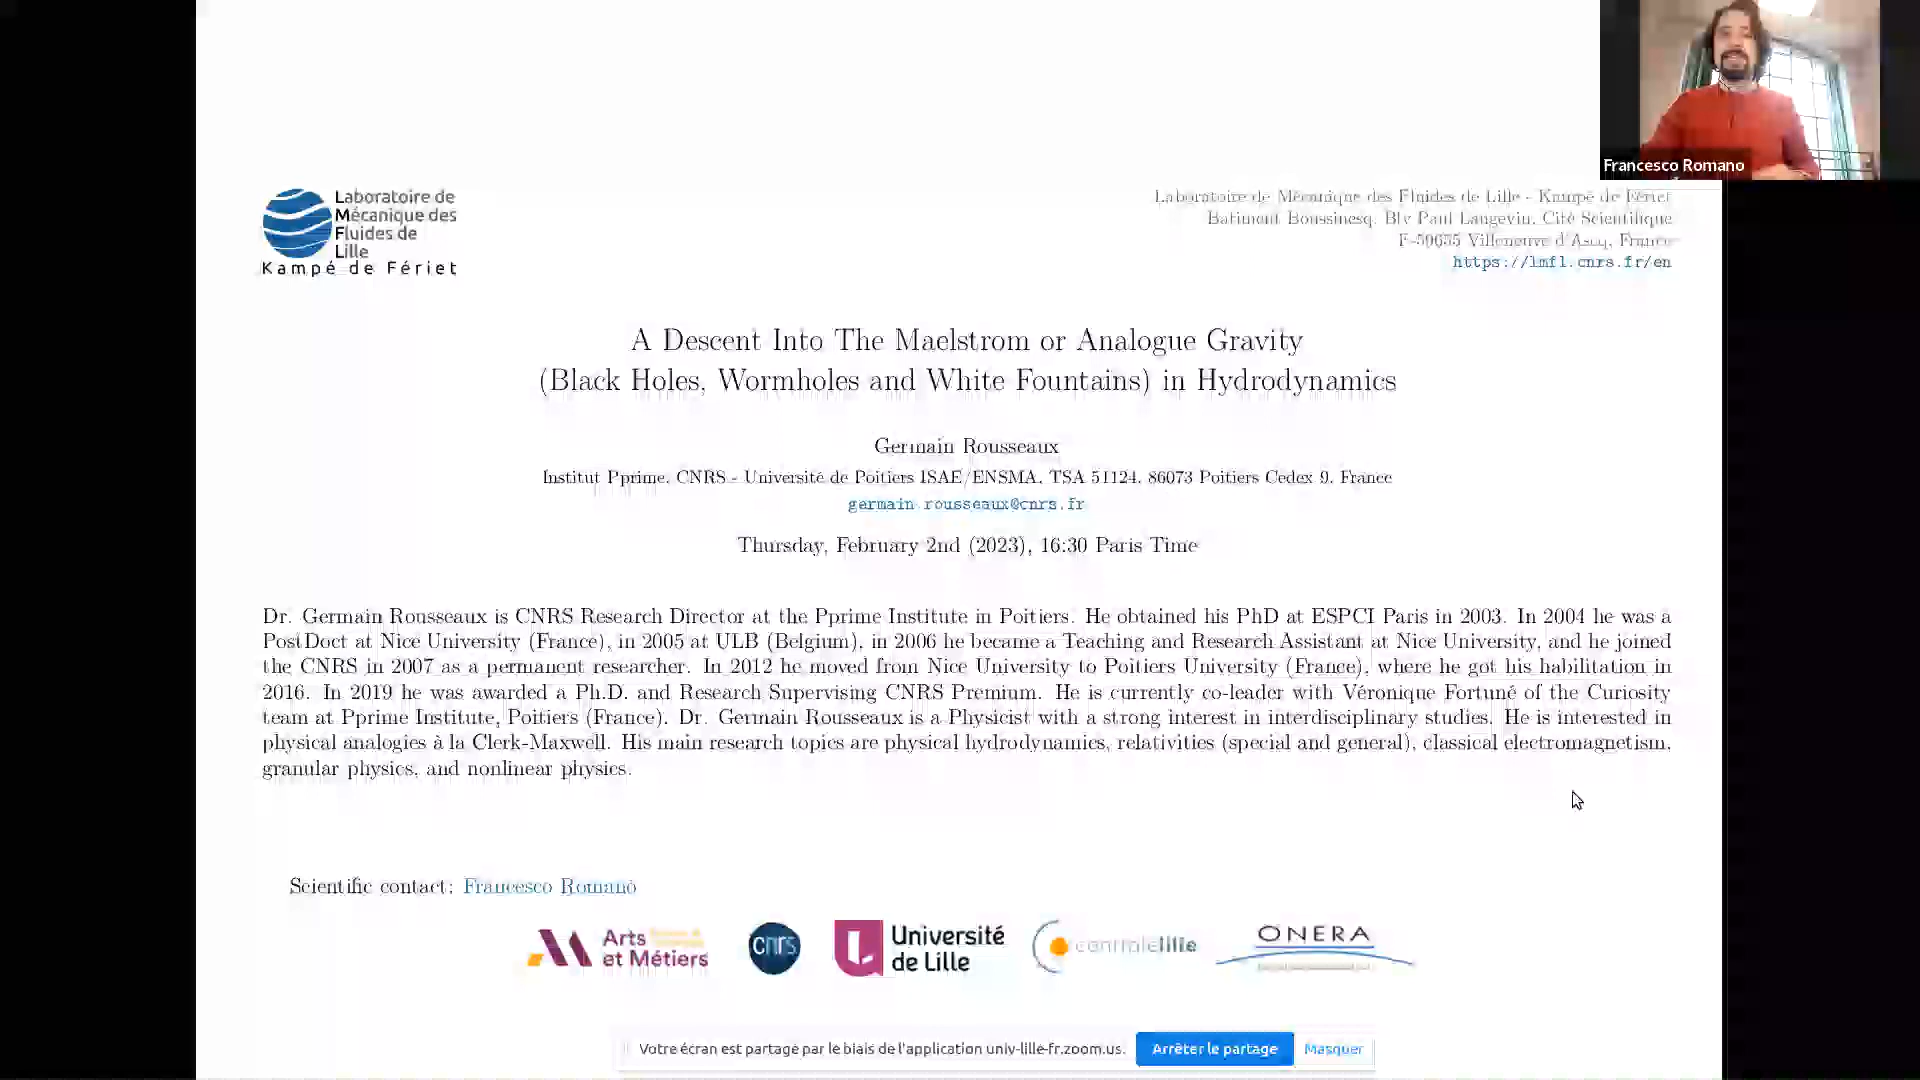 Francesco Romano
Laboratoire de
Mécanique des
Fluides de
Lille
Kampé de Fériet
Laboratoire de Mécanique des Fluides de Lille - Kampé de Fériet
Batîment Boussinesq, Blv Paul Langevin, Cité Scientifique
F-59655 Villeneuve d'Ascq, France
https://lmfl.cnrs.fr/en
A Descent Into The Maelstrom or Analogue Gravity
(Black Holes, Wormholes and White Fountains) in Hydrodynamics
Germain Rousseaux
Institut Pprime, CNRS - Université de Poitiers ISAE/ENSMA, TSA 51124, 86073 Poitiers Cedex 9, France
germain.rousseaux@cnrs.fr
Thursday, February 2nd (2023), 16:30 Paris Time
Dr. Germain Rousseaux is CNRS Research Director at the Pprime Institute in Poitiers. He obtained his PhD at ESPCI Paris in 2003. In 2004 he was a
PostDoct at Nice University (France), in 2005 at ULB (Belgium), in 2006 he became a Teaching and Research Assistant at Nice University, and he joined
the CNRS in 2007 as a permanent researcher. In 2012 he moved from Nice University to Poitiers University (France), where he got his habilitation in
2016. In 2019 he was awarded a Ph.D. and Research Supervising CNRS Premium. He is currently co-leader with Véronique Fortuné of the Curiosity
team at Pprime Institute, Poitiers (France). Dr. Germain Rousseaux is a Physicist with a strong interest in interdisciplinary studies. He is interested in
physical analogies à la Clerk-Maxwell. His main research topics are physical hydrodynamics, relativities (special and general), classical electromagnetism,
granular physics, and nonlinear physics.
Scientific contact: Francesco Romanò
Arts
et Métiers
cnrs
Université
de Lille
centralelille
ONERA
Votre écran est partagé par le biais de l'application univ-lille-fr.zoom.us.
Arrêter le partage
Masquer